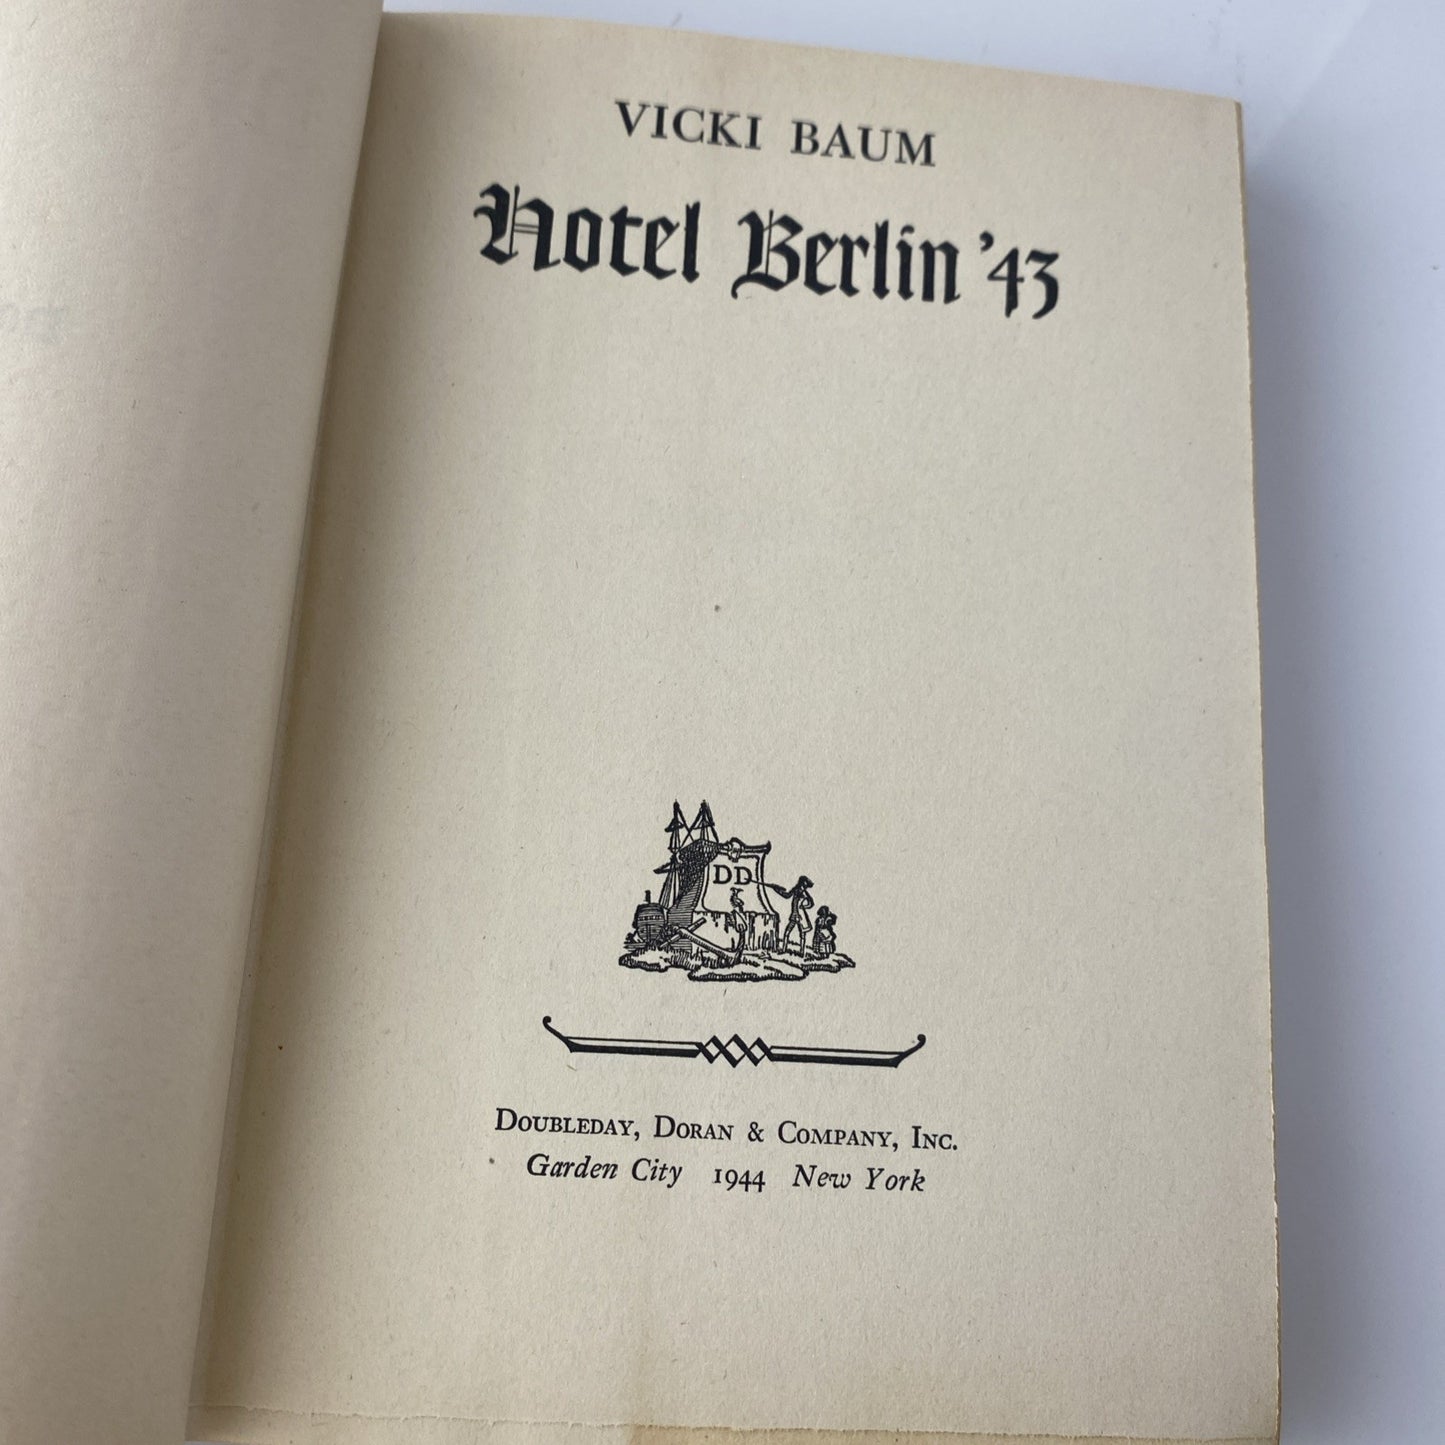 VICKI BAUM
Hotel Berlin '43
DD
DOUBLEDAY, DORAN & COMPANY, INC.
Garden City 1944 New York